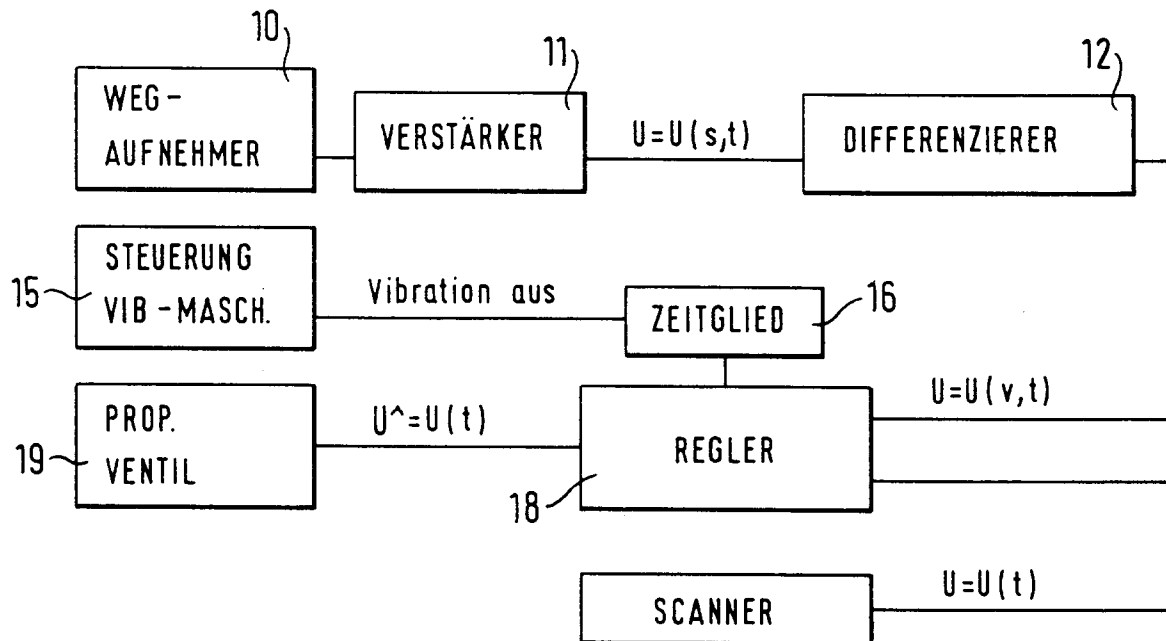 10
11
12
WEG-
AUFNEHMER
VERSTÄRKER
U=U(s,t)
DIFFERENZIERER
15
STEUERUNG
VIB-MASCH.
Vibration aus
ZEITGLIED
16
19
PROP.
VENTIL
U^=U(t)
REGLER
18
U=U(v,t)
SCANNER
U=U(t)